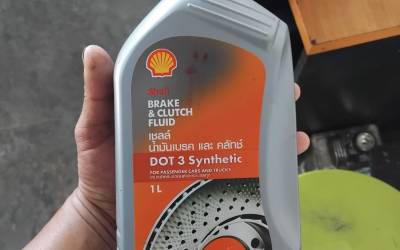 Shell
BRAKE
& CLUTCH
FLUID
เชลล์
น้ำมันเบรค และ คลัทช์
DOT 3 Synthetic
FOR PASSENGER CARS AND TRUCKS
1L